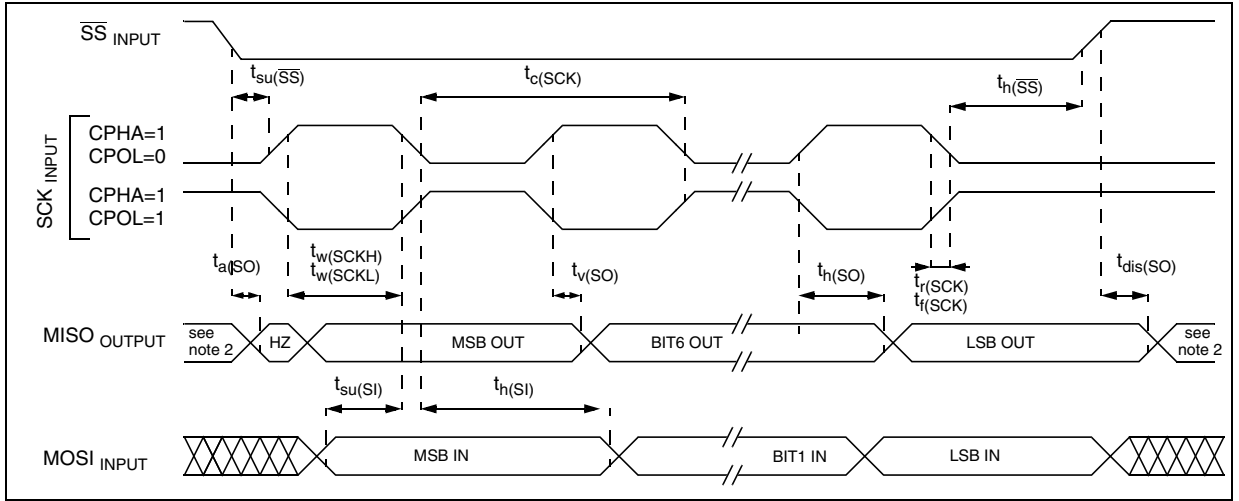 SS INPUT
tsu(SS)
tc(SCK)
th(SS)
SCK INPUT
CPHA=1
CPOL=0
CPHA=1
CPOL=1
ta(SO)
tw(SCKH)
tw(SCKL)
tv(SO)
th(SO)
tr(SCK)
tf(SCK)
tdis(SO)
MISO OUTPUT
see
note 2
HZ
MSB OUT
BIT6 OUT
LSB OUT
see
note 2
tsu(SI)
th(SI)
MOSI INPUT
MSB IN
BIT1 IN
LSB IN